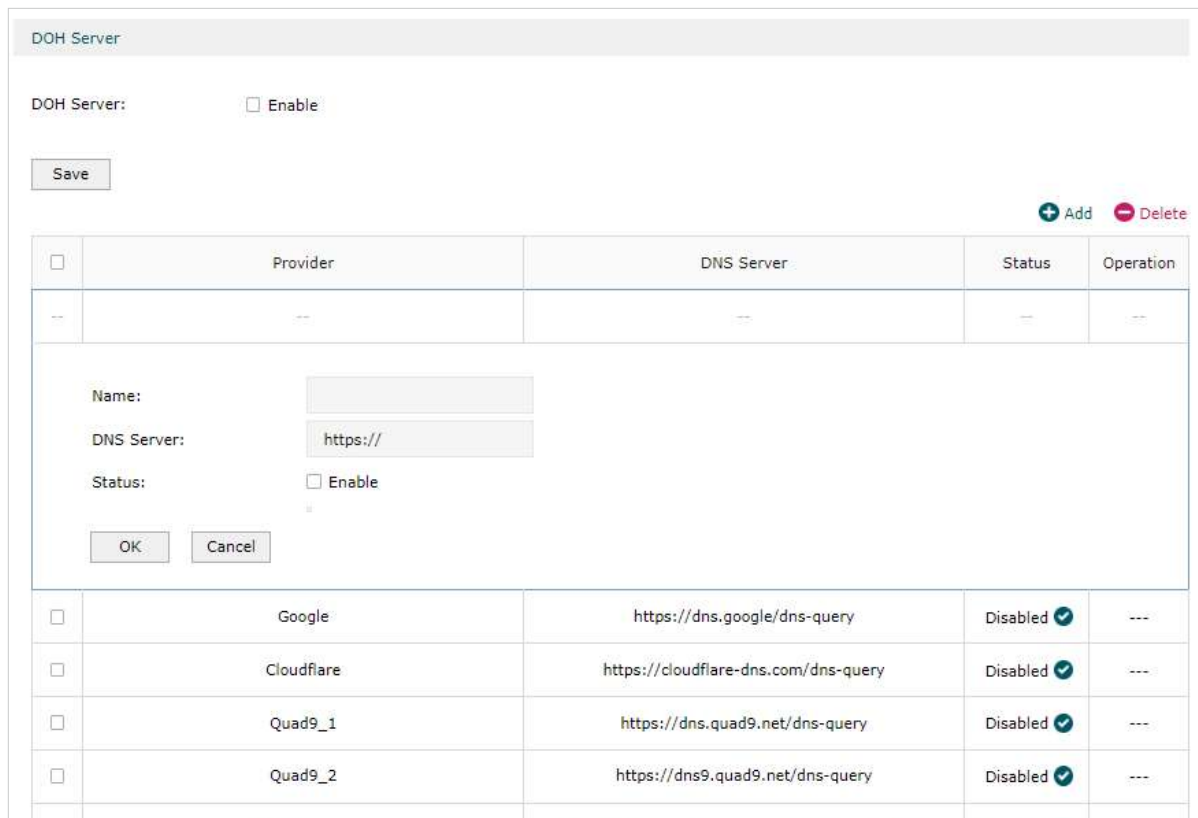 DOH Server
DOH Server: Enable
Save
Add Delete
Provider DNS Server Status Operation
-- -- -- -- --
Name:
DNS Server: https://
Status: Enable
OK Cancel
Google https://dns.google/dns-query Disabled ---
Cloudflare https://cloudflare-dns.com/dns-query Disabled ---
Quad9_1 https://dns.quad9.net/dns-query Disabled ---
Quad9_2 https://dns9.quad9.net/dns-query Disabled ---